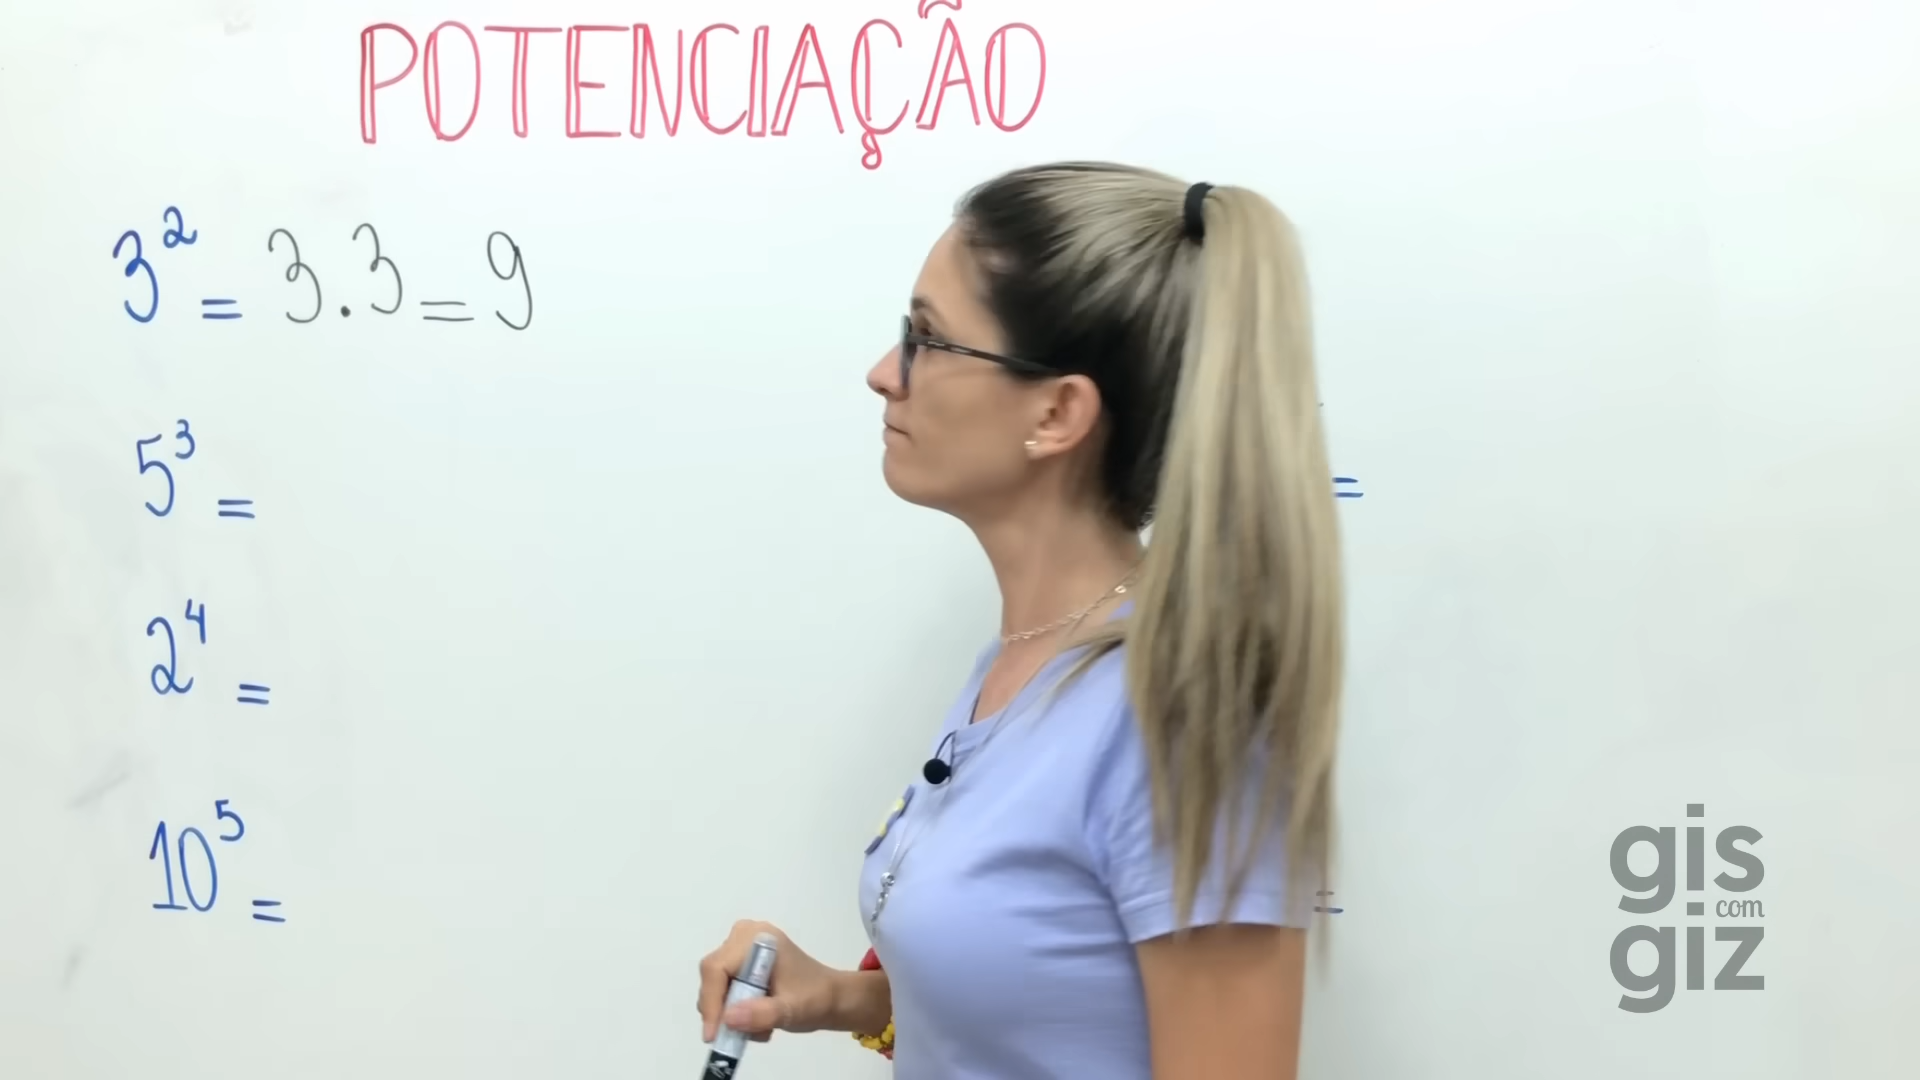 POTENCIAÇÃO
3² = 3.3 = 9
5³ =
=
2⁴ =
10⁵ =
=
gis
com
giz